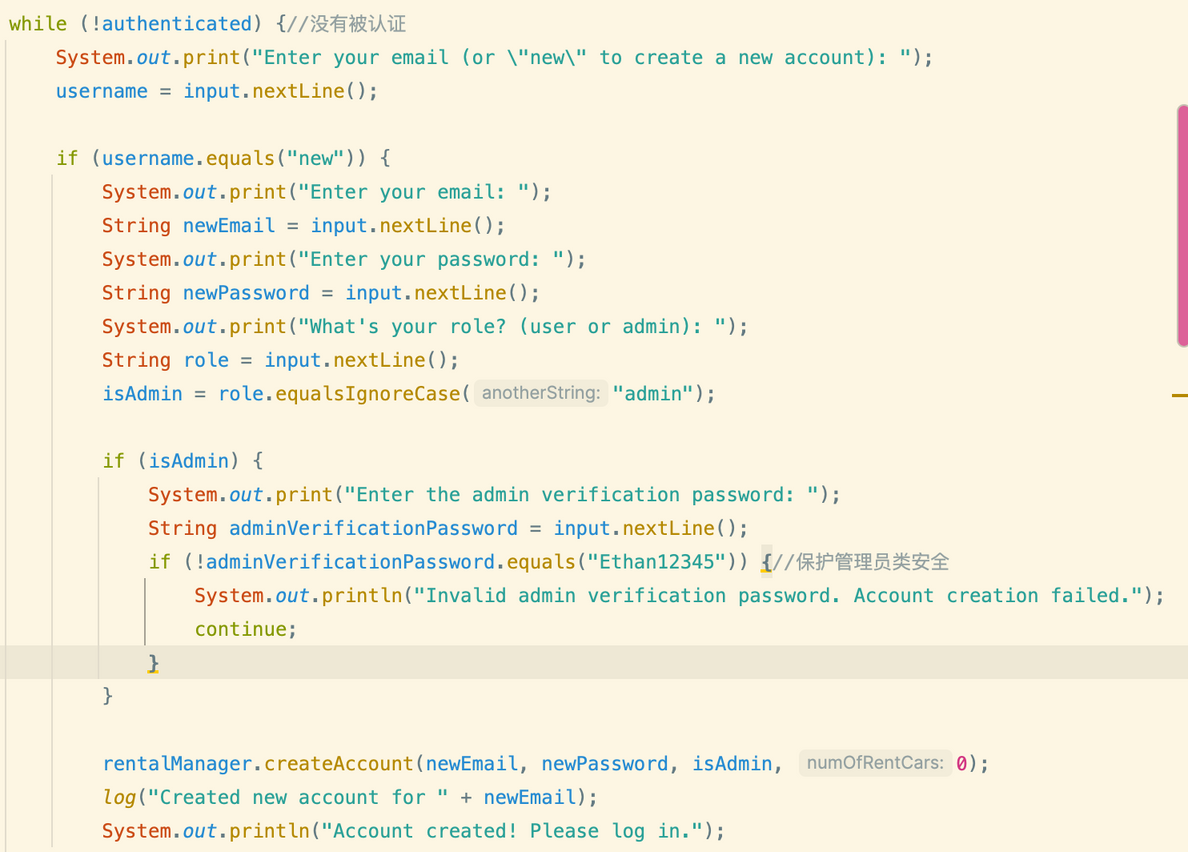 while (!authenticated) {//没有被认证
System.out.print("Enter your email (or \"new\" to create a new account): ");
username = input.nextLine();
if (username.equals("new")) {
System.out.print("Enter your email: ");
String newEmail = input.nextLine();
System.out.print("Enter your password: ");
String newPassword = input.nextLine();
System.out.print("What's your role? (user or admin): ");
String role = input.nextLine();
isAdmin = role.equalsIgnoreCase( anotherString: "admin");
if (isAdmin) {
System.out.print("Enter the admin verification password: ");
String adminVerificationPassword = input.nextLine();
if (!adminVerificationPassword.equals("Ethan12345")) {//保护管理员类安全
System.out.println("Invalid admin verification password. Account creation failed.");
continue;
}
}
rentalManager.createAccount(newEmail, newPassword, isAdmin, numOfRentCars: 0);
log("Created new account for " + newEmail);
System.out.println("Account created! Please log in.");